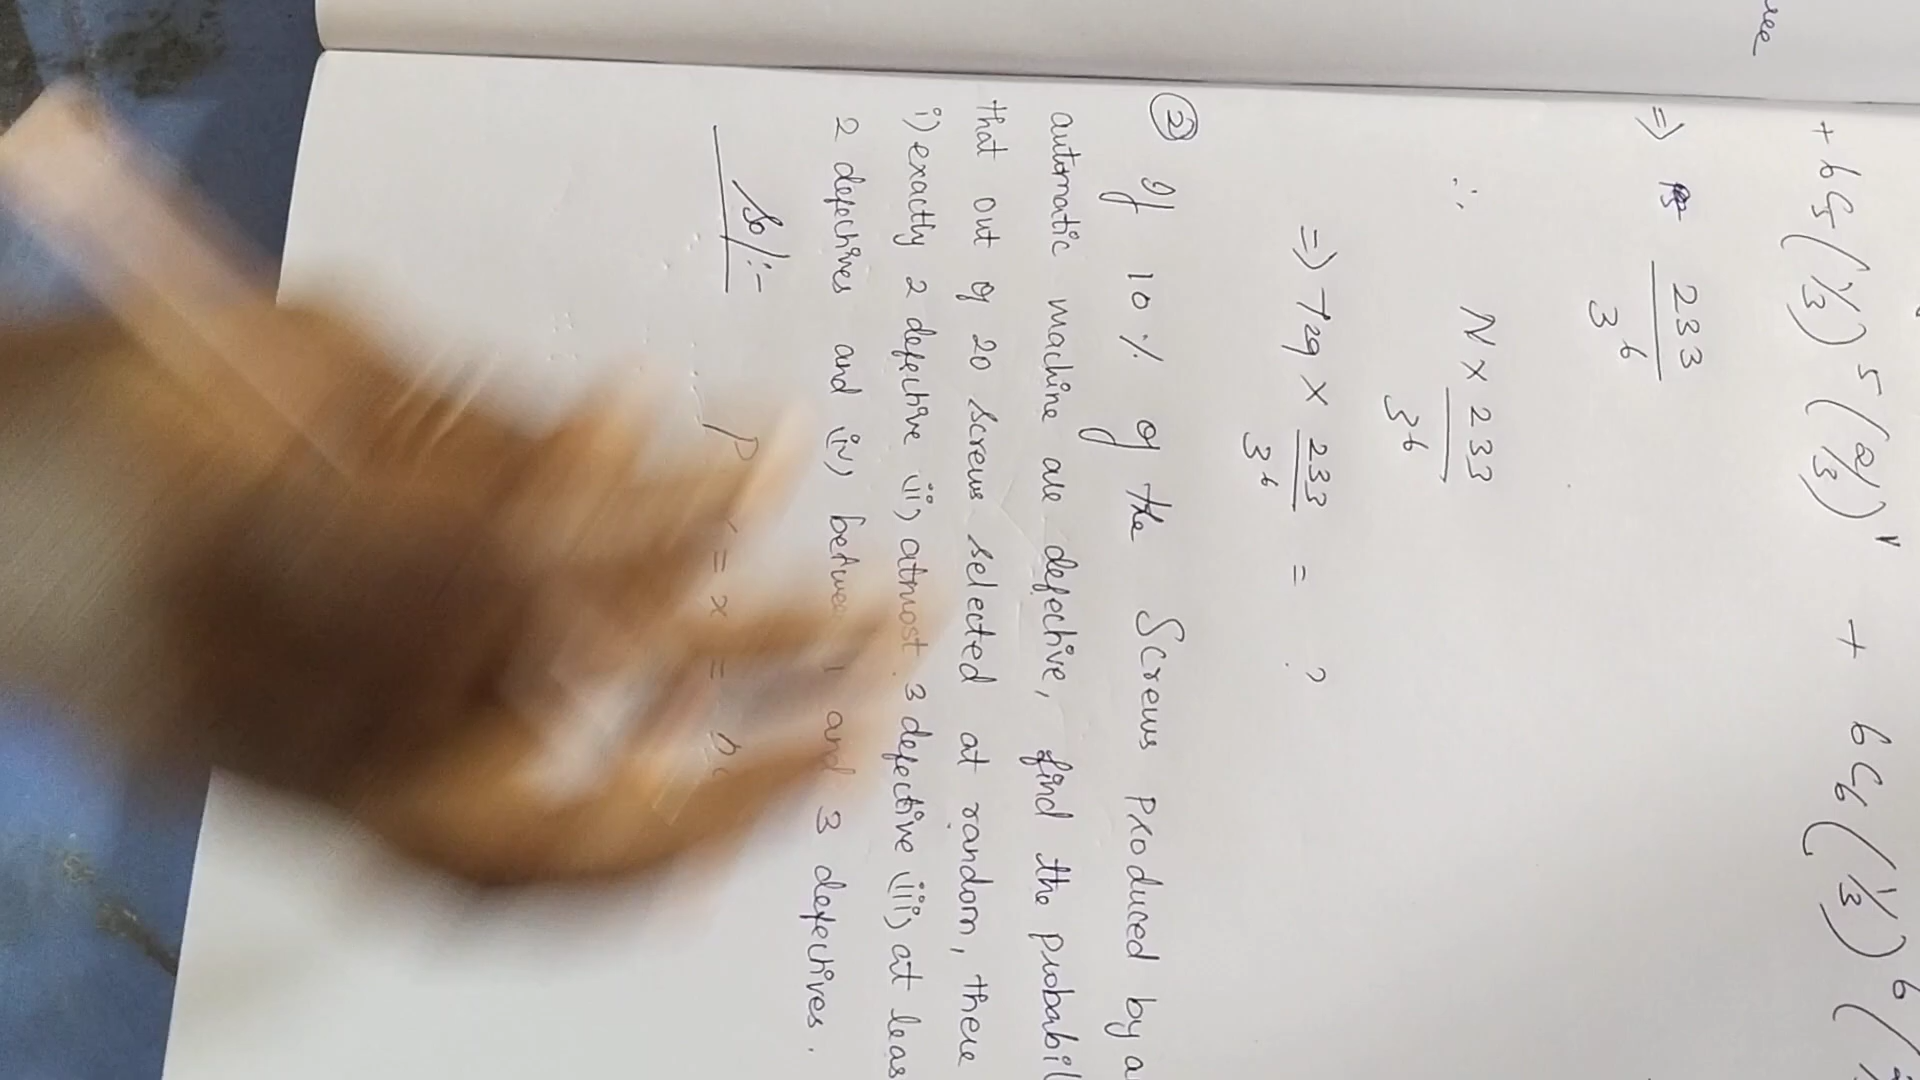 + 6C5 (1/3)^5 (2/3)^1 + 6C6 (1/3)^6
=> 233/3^6
∴ N × 233/3^6
=> 729 × 233/3^6 = ?
② If 10 % of the Screws Produced by
automatic machine are defective, find the probabil
that out of 20 screws selected at random, there
i) exactly 2 defective ii) atmost 3 defective iii) at leas
2 defectives and iv) between 1 and 3 defectives.
Sol:-
P = x =